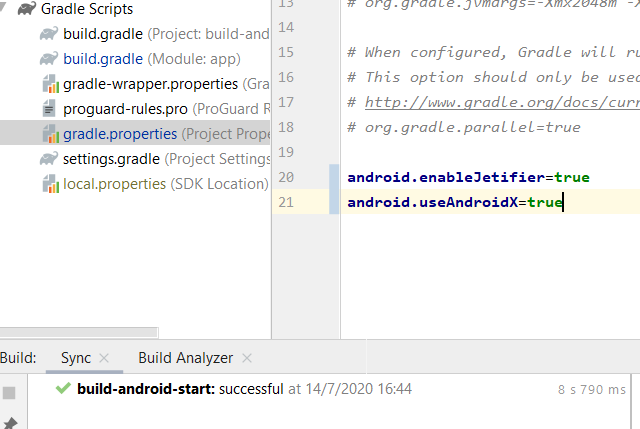 Gradle Scripts
build.gradle (Project: build-and
build.gradle (Module: app)
gradle-wrapper.properties (Gra
proguard-rules.pro (ProGuard R
gradle.properties (Project Prope
settings.gradle (Project Settings
local.properties (SDK Location)
13 # org.gradle.jvmargs=-Xmx2048m -X
14
15 # When configured, Gradle will ru
16 # This option should only be used
17 # http://www.gradle.org/docs/curr
18 # org.gradle.parallel=true
19
20 android.enableJetifier=true
21 android.useAndroidX=true
Build: Sync Build Analyzer
build-android-start: successful at 14/7/2020 16:44 8 s 790 ms